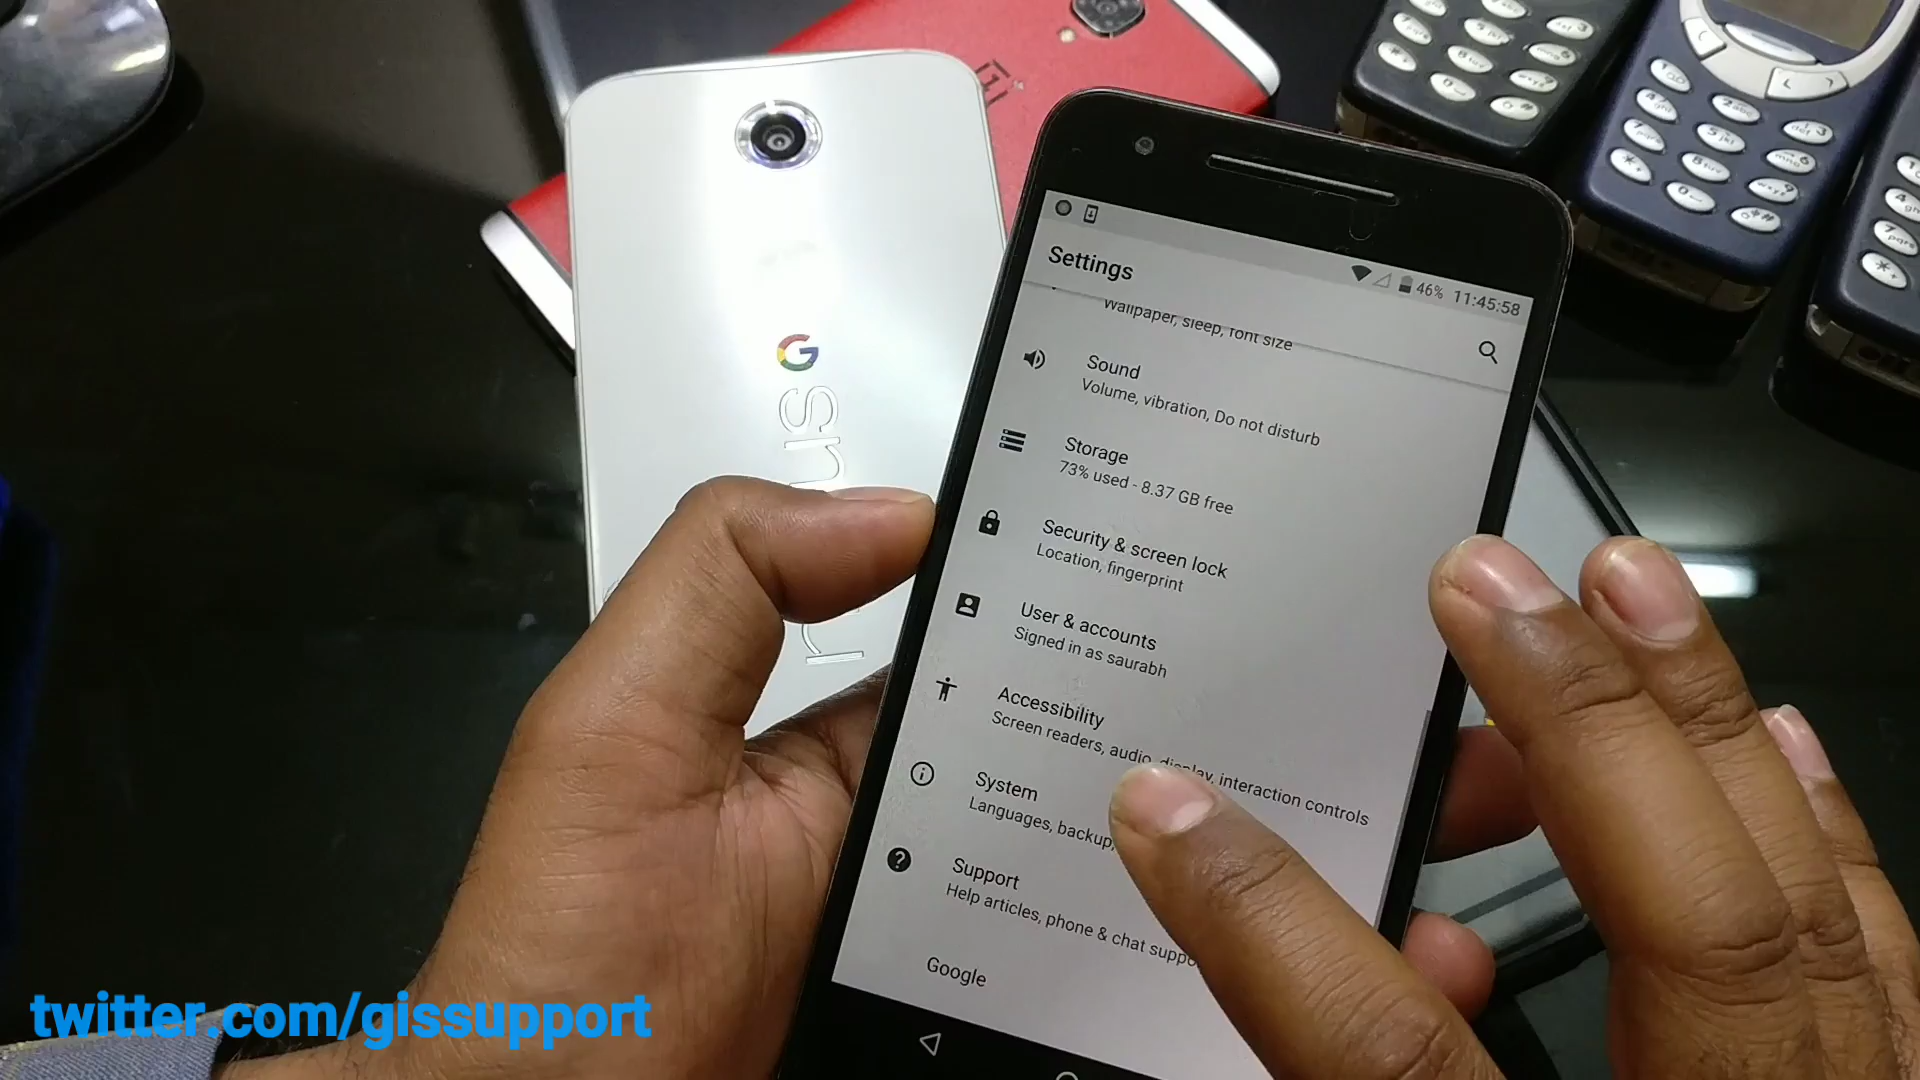 46% 11:45:58
Settings
Wallpaper, sleep, font size
Sound
Volume, vibration, Do not disturb
Storage
73% used - 8.37 GB free
Security & screen lock
Location, fingerprint
User & accounts
Signed in as saurabh
Accessibility
Screen readers, audio, display, interaction controls
System
Languages, backup,
Support
Help articles, phone & chat suppo
Google
G
twitter.com/gissupport